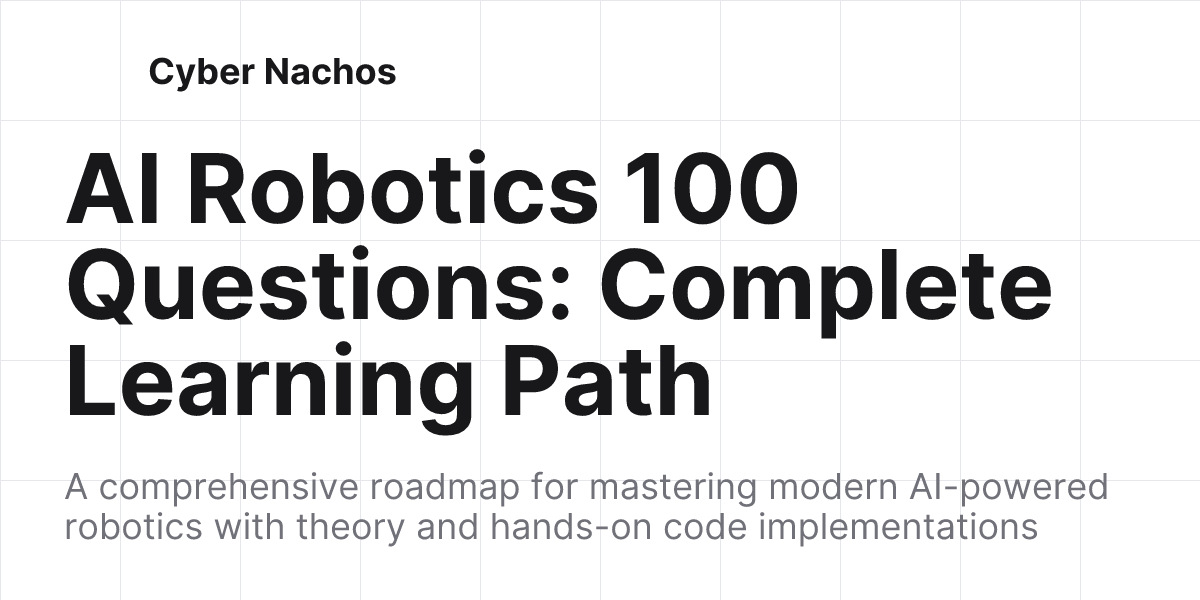 Cyber Nachos
AI Robotics 100
Questions: Complete
Learning Path
A comprehensive roadmap for mastering modern AI-powered
robotics with theory and hands-on code implementations